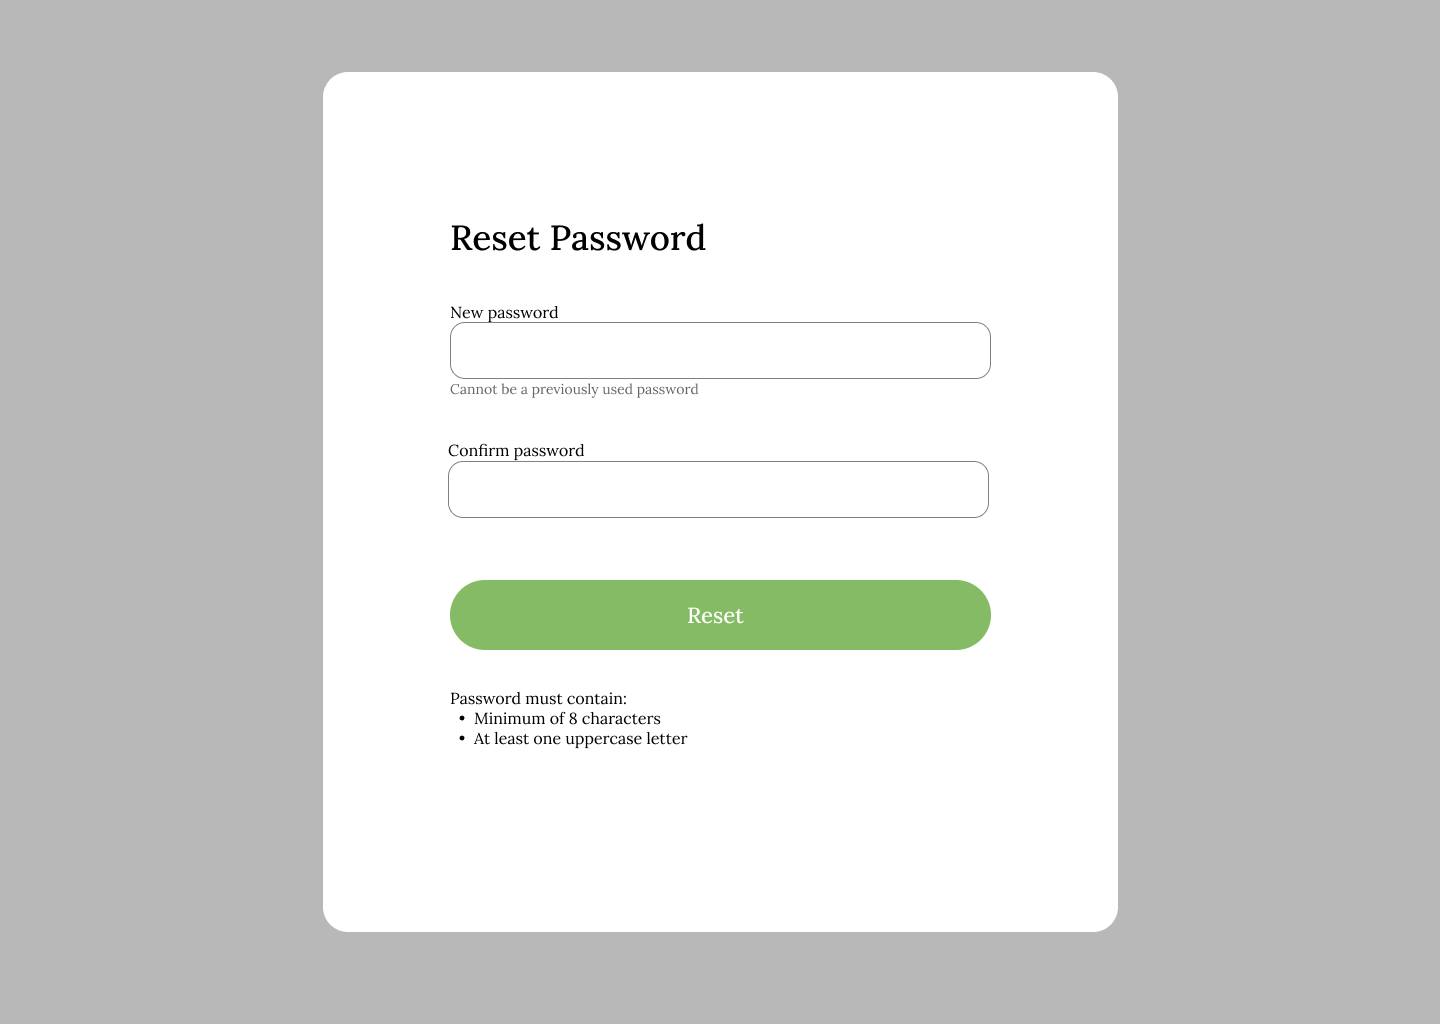 Reset Password
New password
Cannot be a previously used password
Confirm password
Reset
Password must contain:
• Minimum of 8 characters
• At least one uppercase letter